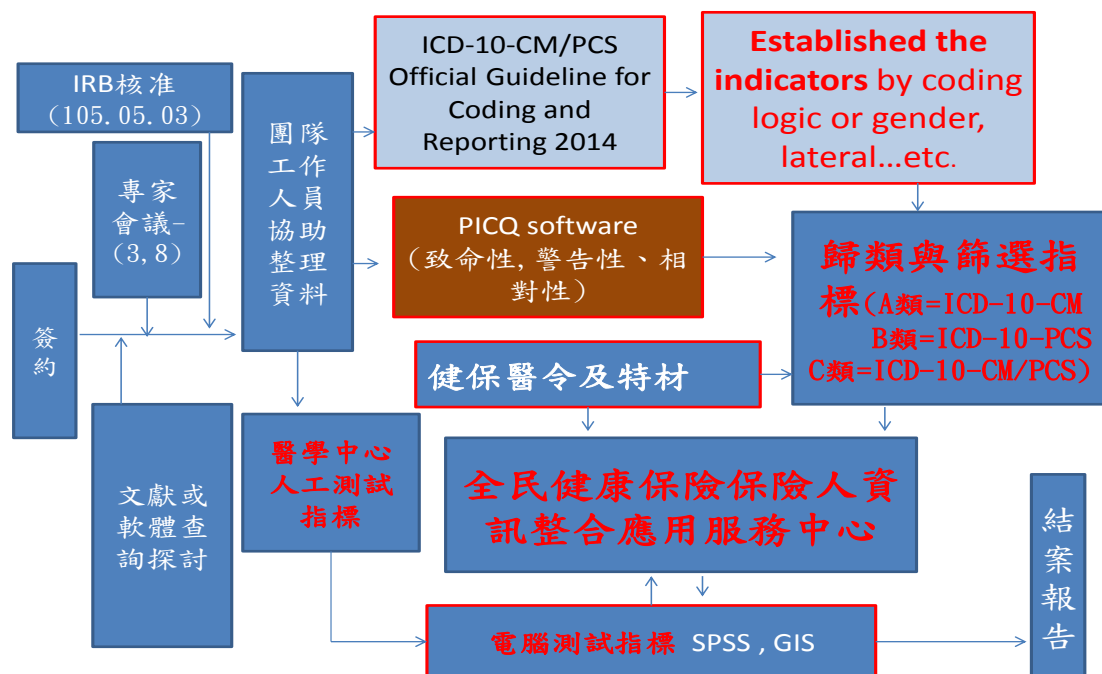 IRB核准
(105.05.03)
專家
會議-
(3,8)
簽
約
文獻或
軟體查
詢探討
團隊
工作
人員
協助
整理
資料
ICD-10-CM/PCS
Official Guideline for
Coding and
Reporting 2014
Established the
indicators by coding
logic or gender,
lateral...etc.
PICQ software
(致命性,警告性、相
對性)
歸類與篩選指
標(A類=ICD-10-CM
B類=ICD-10-PCS
C類=ICD-10-CM/PCS)
健保醫令及特材
醫學中心
人工測試
指標
全民健康保險保險人資
訊整合應用服務中心
電腦測試指標 SPSS , GIS
結
案
報
告